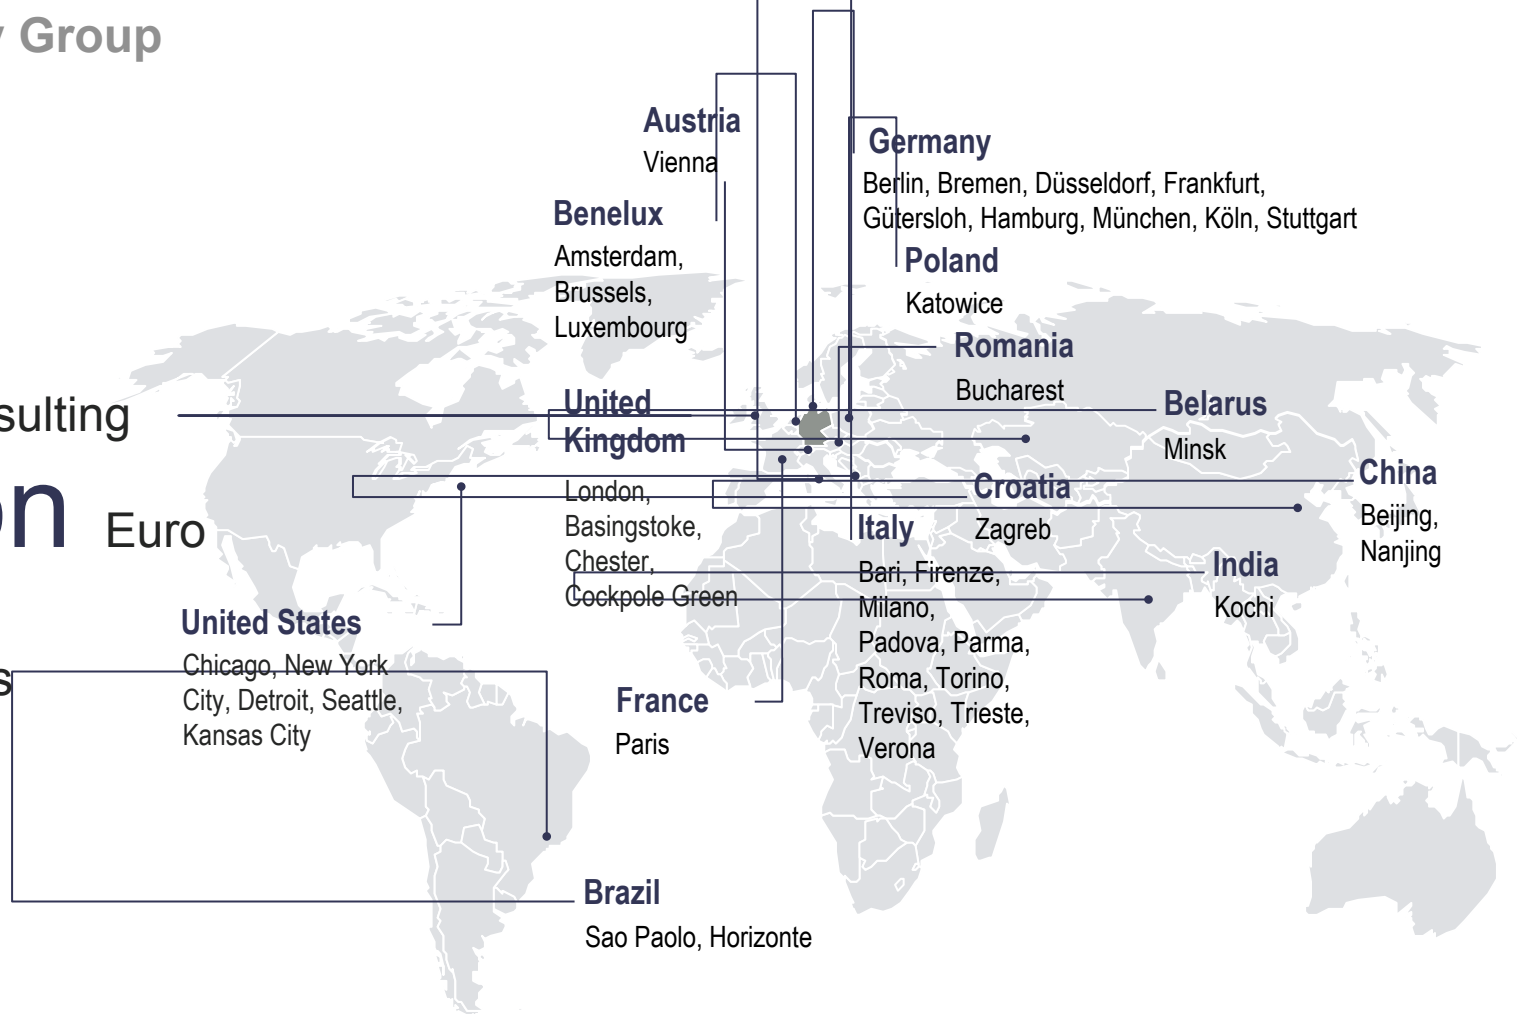 Group
Austria
Vienna
Germany
Berlin, Bremen, Düsseldorf, Frankfurt,
Gütersloh, Hamburg, München, Köln, Stuttgart
Benelux
Amsterdam,
Brussels,
Luxembourg
Poland
Katowice
Romania
Bucharest
United
Kingdom
London,
Basingstoke,
Chester,
Cockpole Green
Belarus
Minsk
China
Beijing,
Nanjing
Croatia
Zagreb
Italy
Bari, Firenze,
Milano,
Padova, Parma,
Roma, Torino,
Treviso, Trieste,
Verona
India
Kochi
sulting
on Euro
s
United States
Chicago, New York
City, Detroit, Seattle,
Kansas City
France
Paris
Brazil
Sao Paolo, Horizonte